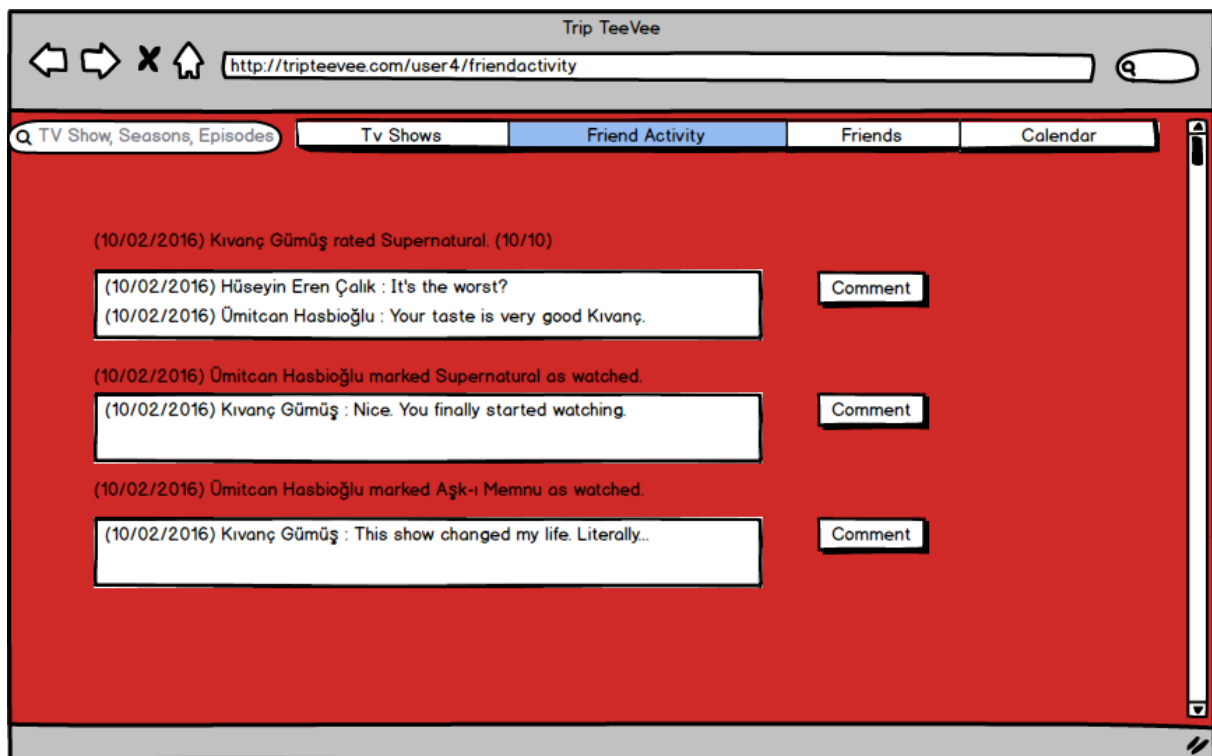 Trip TeeVee
http://tripteevee.com/user4/friendactivity
TV Show, Seasons, Episodes
Tv Shows
Friend Activity
Friends
Calendar
(10/02/2016) Kıvanç Gümüş rated Supernatural. (10/10)
(10/02/2016) Hüseyin Eren Çalık : It's the worst?
Comment
(10/02/2016) Ümitcan Hasbioğlu : Your taste is very good Kıvanç.
(10/02/2016) Ümitcan Hasbioğlu marked Supernatural as watched.
(10/02/2016) Kıvanç Gümüş : Nice. You finally started watching.
Comment
(10/02/2016) Ümitcan Hasbioğlu marked Aşk-ı Memnu as watched.
(10/02/2016) Kıvanç Gümüş : This show changed my life. Literally...
Comment